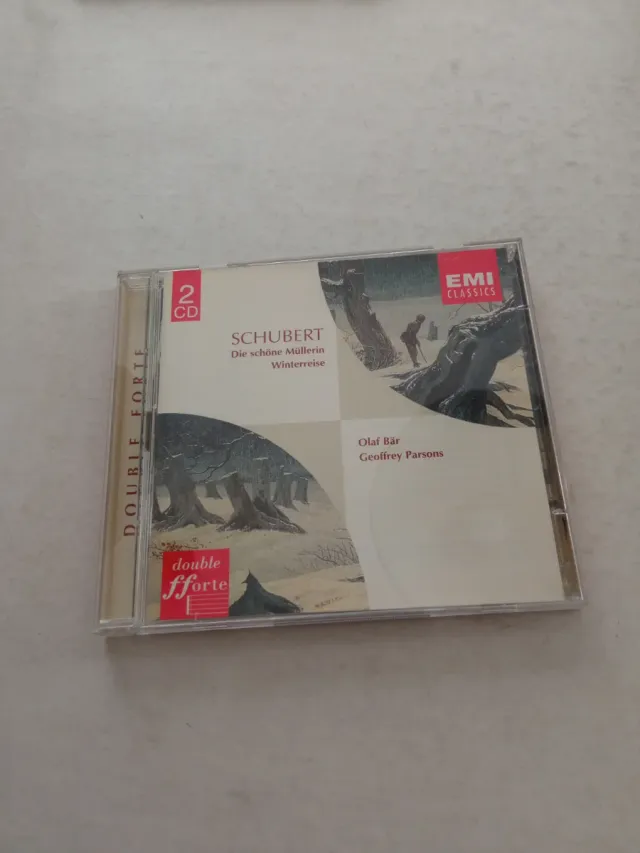 DOUBLE FORTE
2
CD
EMI
CLASSICS
SCHUBERT
Die schöne Müllerin
Winterreise
Olaf Bär
Geoffrey Parsons
double
fforte